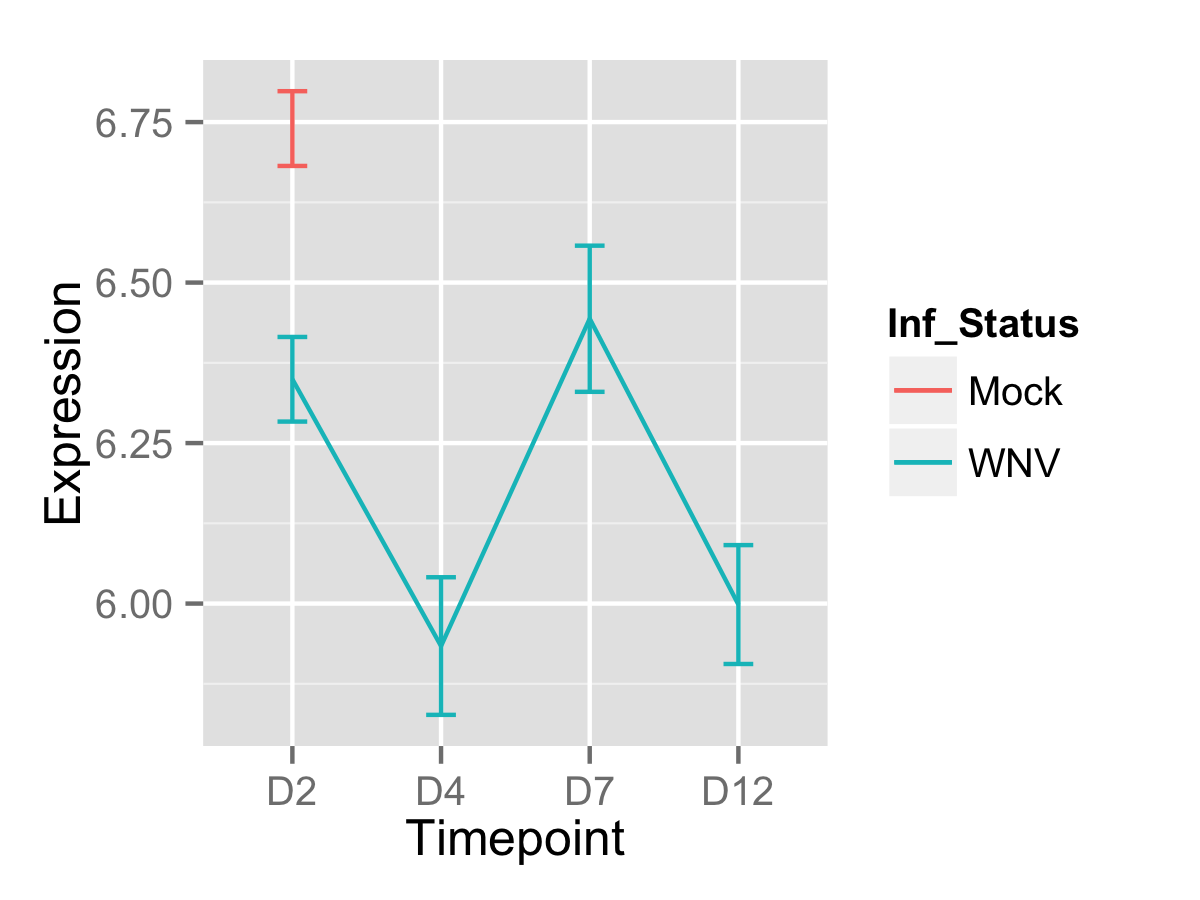 6.75
6.50
6.25
6.00
Expression
D2 D4 D7 D12
Timepoint
Inf_Status
Mock
WNV